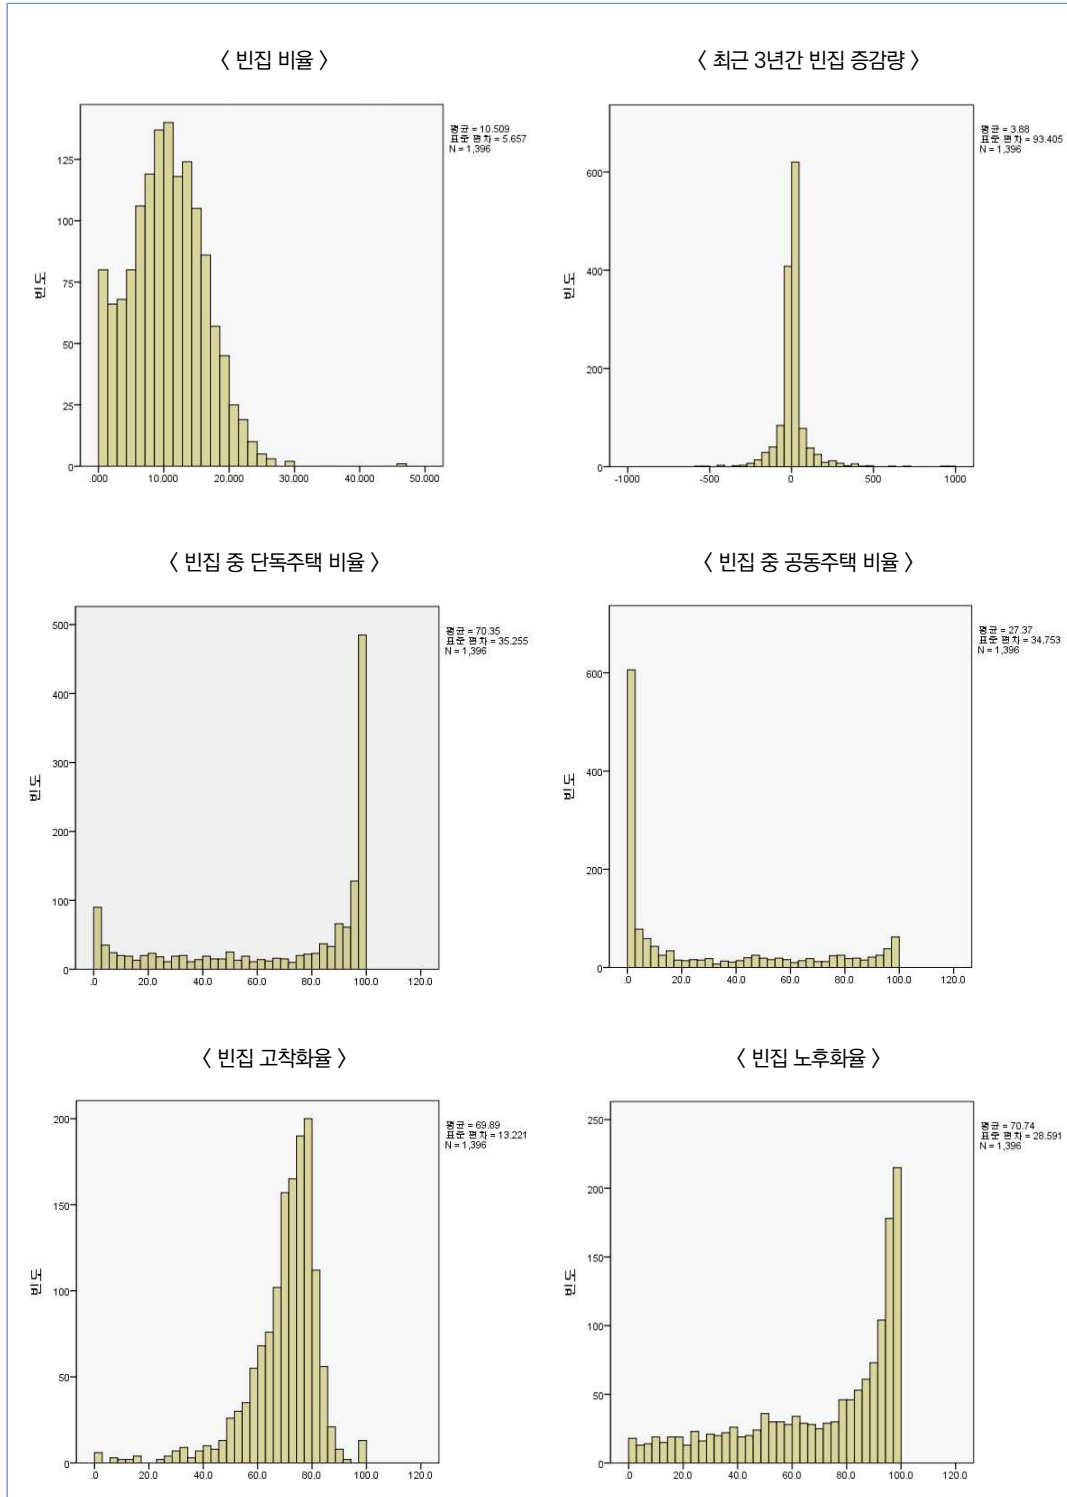 〈 빈집 비율 〉
평균 = 10.509
표준 편차 = 5.657
N = 1,396
빈도
125
100
75
50
25
0
.000 10.000 20.000 30.000 40.000 50.000
〈 최근 3년간 빈집 증감량 〉
평균 = 3.88
표준 편차 = 93.405
N = 1,396
빈도
600
400
200
0
-1000 -500 0 500 1000
〈 빈집 중 단독주택 비율 〉
평균 = 70.35
표준 편차 = 35.255
N = 1,396
빈도
500
400
300
200
100
0
.0 20.0 40.0 60.0 80.0 100.0 120.0
〈 빈집 중 공동주택 비율 〉
평균 = 27.37
표준 편차 = 34.753
N = 1,396
빈도
600
400
200
0
.0 20.0 40.0 60.0 80.0 100.0 120.0
〈 빈집 고착화율 〉
평균 = 69.89
표준 편차 = 13.221
N = 1,396
빈도
200
150
100
50
0
.0 20.0 40.0 60.0 80.0 100.0 120.0
〈 빈집 노후화율 〉
평균 = 70.74
표준 편차 = 28.591
N = 1,396
빈도
250
200
150
100
50
0
.0 20.0 40.0 60.0 80.0 100.0 120.0